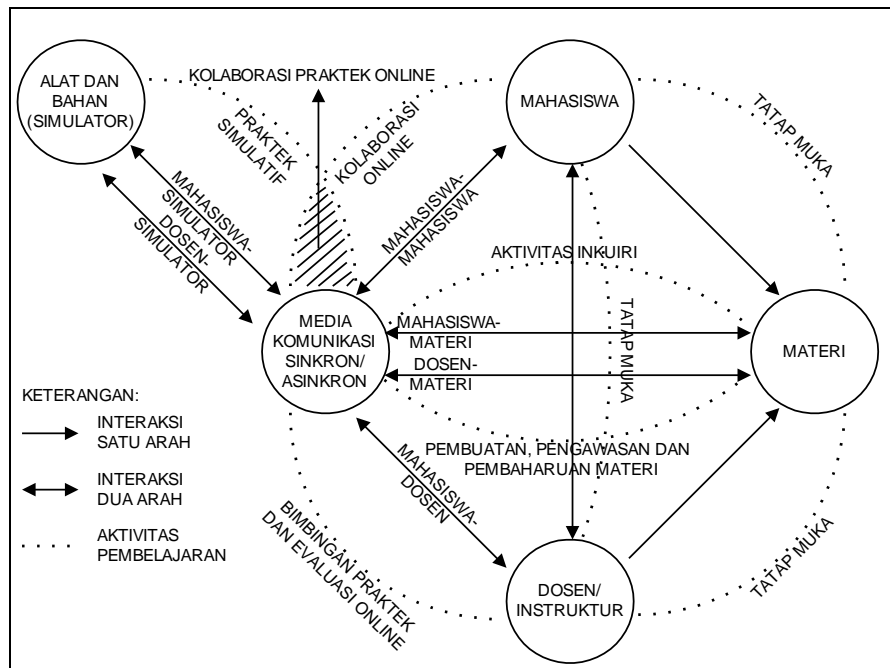 ALAT DAN
BAHAN
(SIMULATOR)
KOLABORASI PRAKTEK ONLINE
MAHASISWA
PRAKTEK
SIMULATIF
KOLABORASI
ONLINE
TATAP MUKA
MAHASISWA-
SIMULATOR
DOSEN-
SIMULATOR
MAHASISWA-
MAHASISWA
AKTIVITAS INKUIRI
MEDIA
KOMUNIKASI
SINKRON/
ASINKRON
MAHASISWA-
MATERI
DOSEN-
MATERI
TATAP MUKA
MATERI
KETERANGAN:
INTERAKSI
SATU ARAH
INTERAKSI
DUA ARAH
AKTIVITAS
PEMBELAJARAN
PEMBUATAN, PENGAWASAN DAN
PEMBAHARUAN MATERI
MAHASISWA-
DOSEN
BIMBINGAN PRAKTEK
DAN EVALUASI ONLINE
DOSEN/
INSTRUKTUR
TATAP MUKA